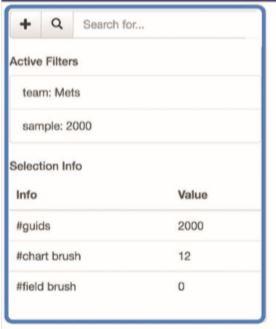 Search for...
Active Filters
team: Mets
sample: 2000
Selection Info
Info Value
#guids 2000
#chart brush 12
#field brush 0